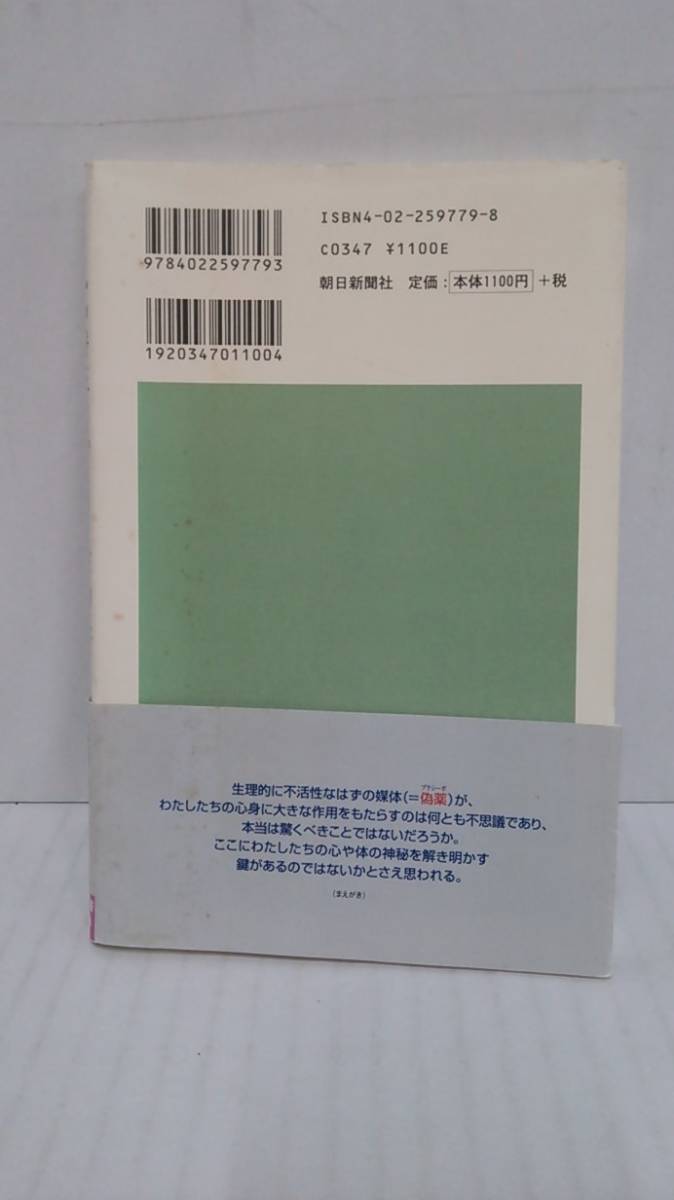 ISBN4-02-259779-8
C0347 ¥1100E
朝日新聞社 定価：本体1100円＋税
9784022597793
1920347011004
生理的に不活性なはずの媒体(＝偽薬)が、
プラシーボ
わたしたちの心身に大きな作用をもたらすのは何とも不思議であり、
本当は驚くべきことではないだろうか。
ここにわたしたちの心や体の神秘を解き明かす
鍵があるのではないかとさえ思われる。
(まえがき)